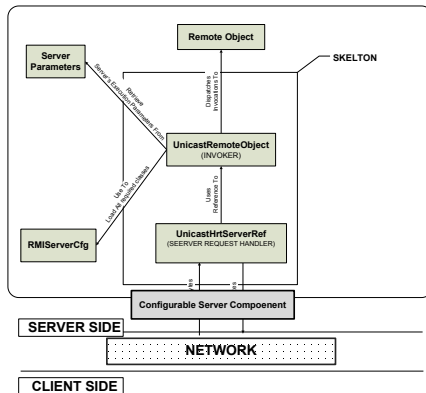 Remote Object
Server
Parameters
SKELTON
Dispatches
Invocations To
Retrieve
Server's Execution Parameters From
UnicastRemoteObject
(INVOKER)
Use To
Load All required classes
Uses
Reference To
RMIServerCfg
UnicastHrtServerRef
(SEERVER REQUEST HANDLER)
Configurable Server Compoenent
SERVER SIDE
NETWORK
CLIENT SIDE